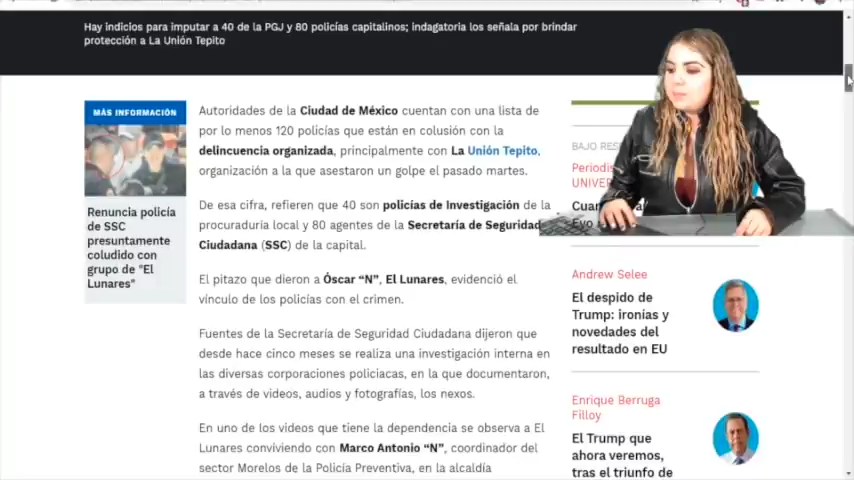 Hay indicios para imputar a 40 de la PGJ y 80 policías capitalinos; indagatoria los señala por brindar
protección a La Unión Tepito
MÁS INFORMACIÓN
Renuncia policía
de SSC
presuntamente
coludido con
grupo de "El
Lunares"
Autoridades de la Ciudad de México cuentan con una lista de
por lo menos 120 policías que están en colusión con la
delincuencia organizada, principalmente con La Unión Tepito,
organización a la que asestaron un golpe el pasado martes.
De esa cifra, refieren que 40 son policías de Investigación de la
procuraduría local y 80 agentes de la Secretaría de Seguridad
Ciudadana (SSC) de la capital.
El pitazo que dieron a Óscar “N”, El Lunares, evidenció el
vínculo de los policías con el crimen.
Fuentes de la Secretaría de Seguridad Ciudadana dijeron que
desde hace cinco meses se realiza una investigación interna en
las diversas corporaciones policiacas, en la que documentaron,
a través de videos, audios y fotografías, los nexos.
En uno de los videos que tiene la dependencia se observa a El
Lunares conviviendo con Marco Antonio “N”, coordinador del
sector Morelos de la Policía Preventiva, en la alcaldía
BAJO RES
Periodis
UNIVER
Andrew Selee
El despido de
Trump: ironías y
novedades del
resultado en EU
Enrique Berruga
Filloy
El Trump que
ahora veremos,
tras el triunfo de